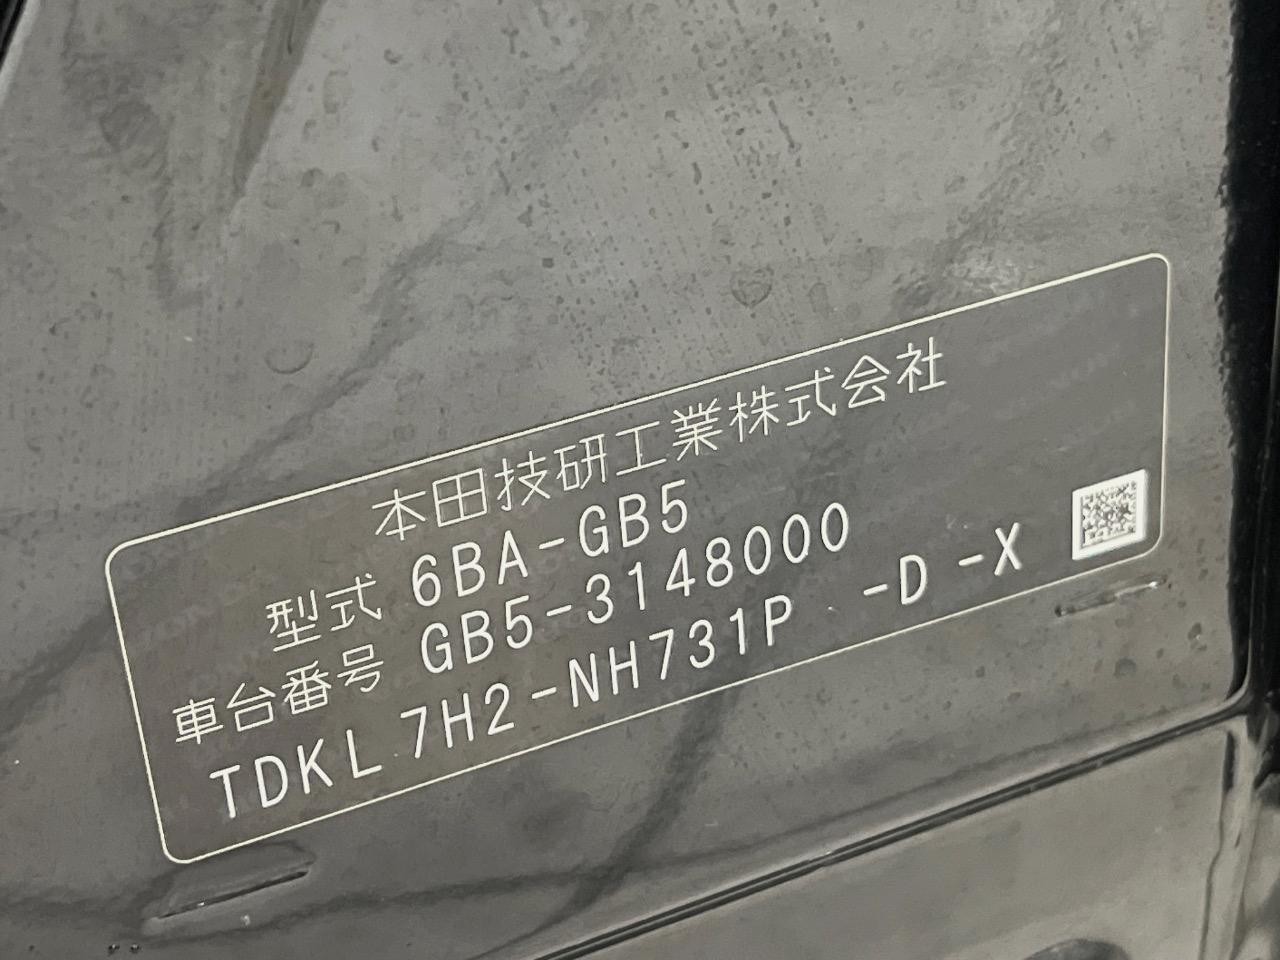 本田技研工業株式会社
型式 6BA-GB5
車台番号 GB5-3148000
TDKL 7H2-NH731P -D -X